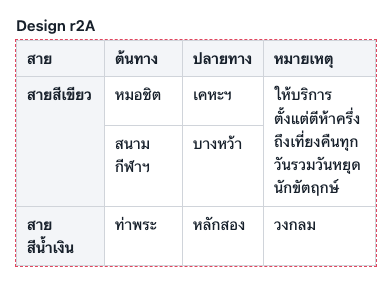 Design r2A
สาย ต้นทาง ปลายทาง หมายเหตุ
สายสีเขียว หมอชิต เคหะฯ ให้บริการ
ตั้งแต่ตีห้าครึ่ง
ถึงเที่ยงคืนทุก
วันรวมวันหยุด
นักขัตฤกษ์
สนาม
กีฬาฯ บางหว้า
สาย
สีน้ำเงิน ท่าพระ หลักสอง วงกลม